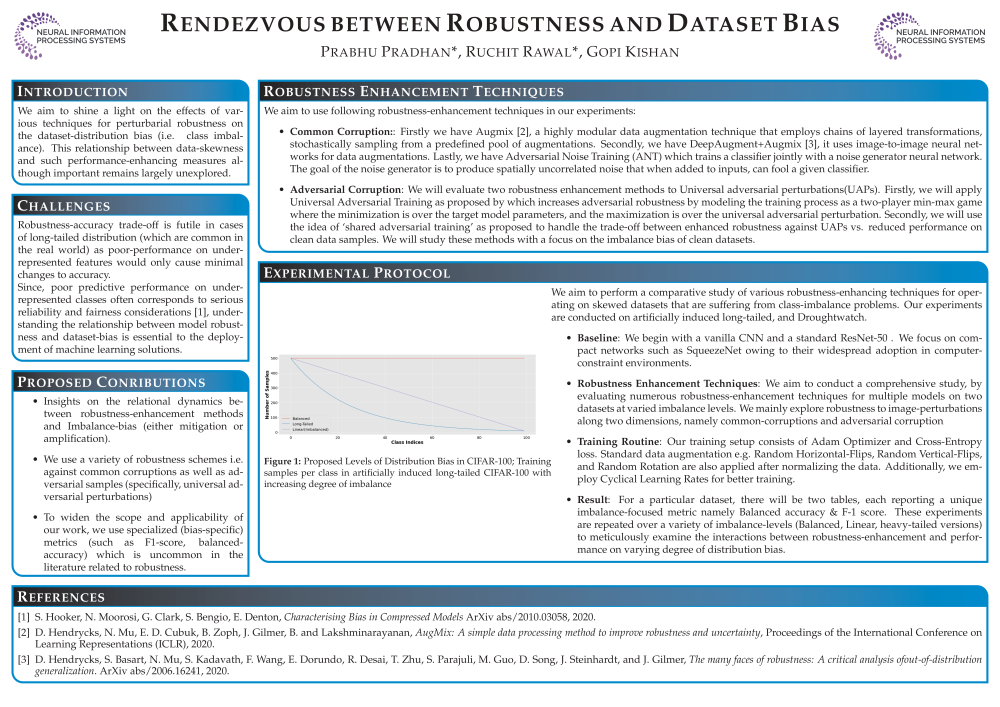 NEURAL INFORMATION
PROCESSING SYSTEMS
RENDEZVOUS BETWEEN ROBUSTNESS AND DATASET BIAS
PRABHU PRADHAN*, RUCHIT RAWAL*, GOPI KISHAN
NEURAL INFORMATION
PROCESSING SYSTEMS
INTRODUCTION
We aim to shine a light on the effects of var-
ious techniques for perturbarial robustness on
the dataset-distribution bias (i.e. class imbal-
ance). This relationship between data-skewness
and such performance-enhancing measures al-
though important remains largely unexplored.
CHALLENGES
Robustness-accuracy trade-off is futile in cases
of long-tailed distribution (which are common in
the real world) as poor-performance on under-
represented features would only cause minimal
changes to accuracy.
Since, poor predictive performance on under-
represented classes often corresponds to serious
reliability and fairness considerations [1], under-
standing the relationship between model robust-
ness and dataset-bias is essential to the deploy-
ment of machine learning solutions.
PROPOSED CONRIBUTIONS
• Insights on the relational dynamics be-
tween robustness-enhancement methods
and Imbalance-bias (either mitigation or
amplification).
• We use a variety of robustness schemes i.e.
against common corruptions as well as ad-
versarial samples (specifically, universal ad
versarial perturbations)
• To widen the scope and applicability of
our work, we use specialized (bias-specific)
metrics (such as F1-score, balanced-
accuracy) which is uncommon in the
literature related to robustness.
ROBUSTNESS ENHANCEMENT TECHNIQUES
We aim to use following robustness-enhancement techniques in our experiments:
• Common Corruption:: Firstly we have Augmix [2], a highly modular data augmentation technique that employs chains of layered transformations,
stochastically sampling from a predefined pool of augmentations. Secondly, we have DeepAugment+Augmix [3], it uses image-to-image neural net-
works for data augmentations. Lastly, we have Adversarial Noise Training (ANT) which trains a classifier jointly with a noise generator neural network.
The goal of the noise generator is to produce spatially uncorrelated noise that when added to inputs, can fool a given classifier.
• Adversarial Corruption: We will evaluate two robustness enhancement methods to Universal adversarial perturbations(UAPs). Firstly, we will apply
Universal Adversarial Training as proposed by which increases adversarial robustness by modeling the training process as a two-player min-max game
where the minimization is over the target model parameters, and the maximization is over the universal adversarial perturbation. Secondly, we will use
the idea of 'shared adversarial training' as proposed to handle the trade-off between enhanced robustness against UAPs vs. reduced performance on
clean data samples. We will study these methods with a focus on the imbalance bias of clean datasets.
EXPERIMENTAL PROTOCOL
Number of Samples
500
400
300
200
100
0
Balanced
Long-Tailed
Linear(Imbalanced)
0 20 40 60 80 100
Class Indices
Figure 1: Proposed Levels of Distribution Bias in CIFAR-100; Training
samples per class in artificially induced long-tailed CIFAR-100 with
increasing degree of imbalance
We aim to perform a comparative study of various robustness-enhancing techniques for oper-
ating on skewed datasets that are suffering from class-imbalance problems. Our experiments
are conducted on artificially induced long-tailed, and Droughtwatch.
• Baseline: We begin with a vanilla CNN and a standard ResNet-50 . We focus on com-
pact networks such as SqueezeNet owing to their widespread adoption in computer-
constraint environments.
• Robustness Enhancement Techniques: We aim to conduct a comprehensive study, by
evaluating numerous robustness-enhancement techniques for multiple models on two
datasets at varied imbalance levels. We mainly explore robustness to image-perturbations
along two dimensions, namely common-corruptions and adversarial corruption
• Training Routine: Our training setup consists of Adam Optimizer and Cross-Entropy
loss. Standard data augmentation e.g. Random Horizontal-Flips, Random Vertical-Flips,
and Random Rotation are also applied after normalizing the data. Additionally, we em-
ploy Cyclical Learning Rates for better training.
• Result: For a particular dataset, there will be two tables, each reporting a unique
imbalance-focused metric namely Balanced accuracy & F-1 score. These experiments
are repeated over a variety of imbalance-levels (Balanced, Linear, heavy-tailed versions)
to meticulously examine the interactions between robustness-enhancement and perfor-
mance on varying degree of distribution bias.
REFERENCES
[1] S. Hooker, N. Moorosi, G. Clark, S. Bengio, E. Denton, Characterising Bias in Compressed Models ArXiv abs/2010.03058, 2020.
[2] D. Hendrycks, N. Mu, E. D. Cubuk, B. Zoph, J. Gilmer, B. and Lakshminarayanan, AugMix: A simple data processing method to improve robustness and uncertainty, Proceedings of the International Conference on
Learning Representations (ICLR), 2020.
[3] D. Hendrycks, S. Basart, N. Mu, S. Kadavath, F. Wang, E. Dorundo, R. Desai, T. Zhu, S. Parajuli, M. Guo, D. Song, J. Steinhardt, and J. Gilmer, The many faces of robustness: A critical analysis ofout-of-distribution
generalization. ArXiv abs/2006.16241, 2020.